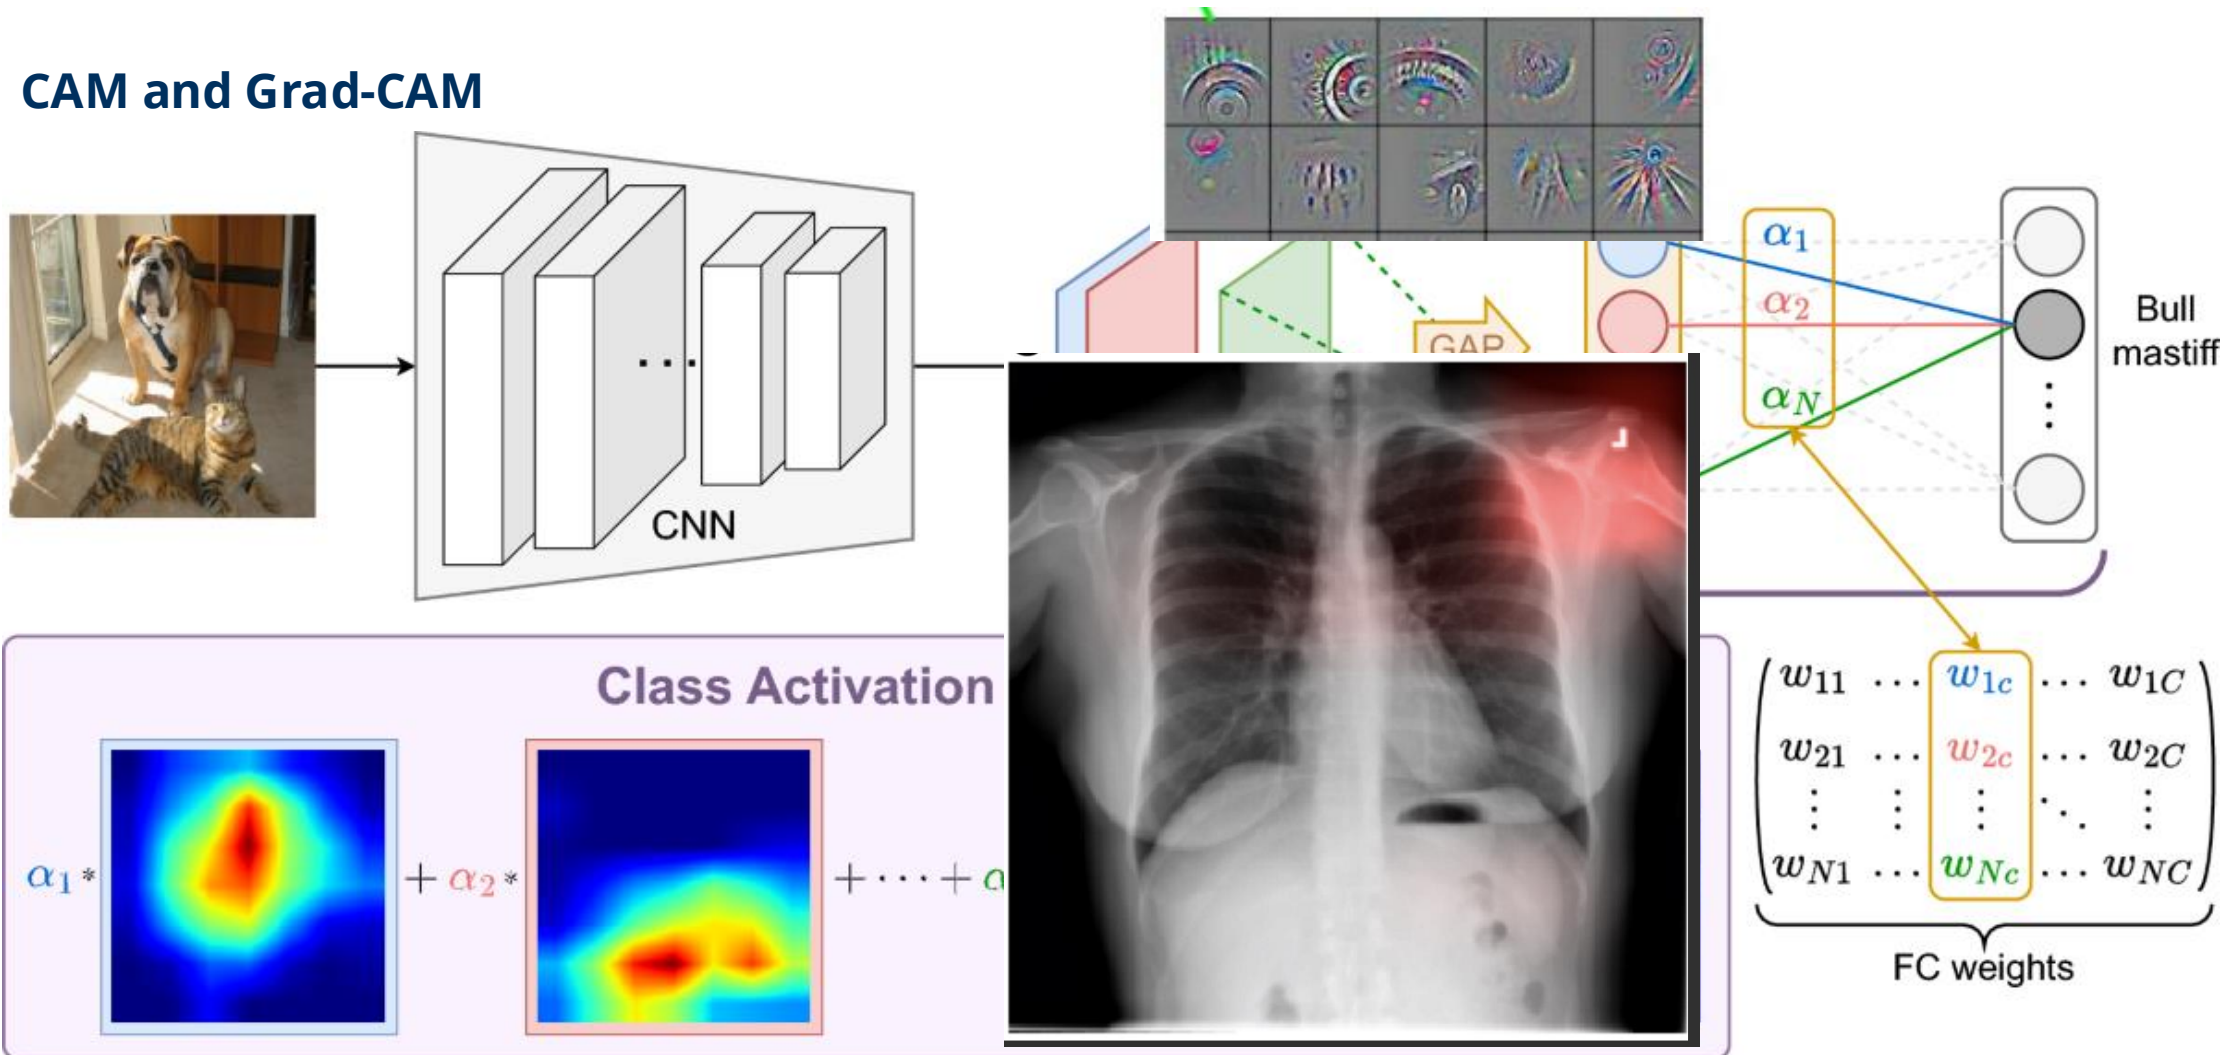 CAM and Grad-CAM
CNN
GAP
α1
α2
αN
Bull
mastiff
Class Activation
α1 *
+ α2 *
+ ··· + α
w11 ... w1c ... w1C
w21 ... w2c ... w2C
wN1 ... wNc ... wNC
FC weights